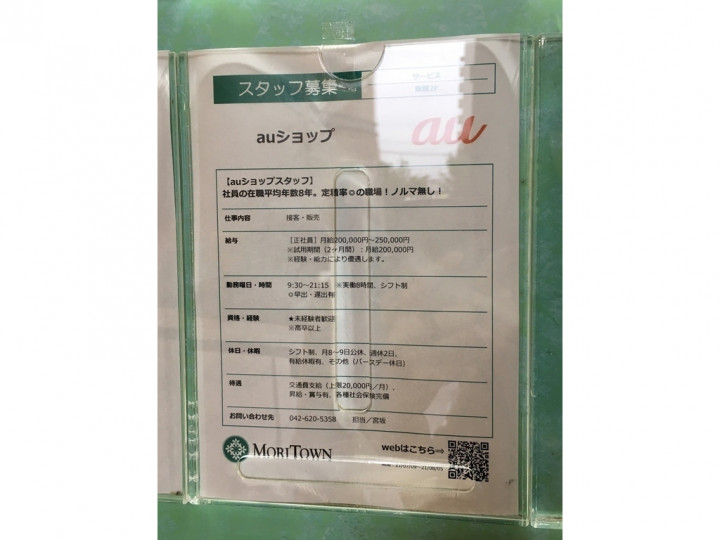 スタッフ募集
サービス
auショップ
au
【auショップスタッフ】
社員の在職平均年数8年。定着率◎の職場!ノルマ無し!
仕事内容 接客・販売
給与 [正社員]月給200,000円~250,000円
※試用期間(2ヶ月間):月給200,000円
※経験・能力により優遇します。
勤務曜日・時間 9:30~21:15 ※実働8時間、シフト制
◎早出・遅出有
資格・経験 ★未経験者歓迎
※高卒以上
休日・休暇 シフト制、月8~9日公休、週休2日、
有給休暇有、その他(バースデー休日)
待遇 交通費支給(上限20,000円/月)、
昇給・賞与有、各種社会保険完備
お問い合わせ先 042-620-5358 担当/宮坂
MORITOWN
webはこちら⇒